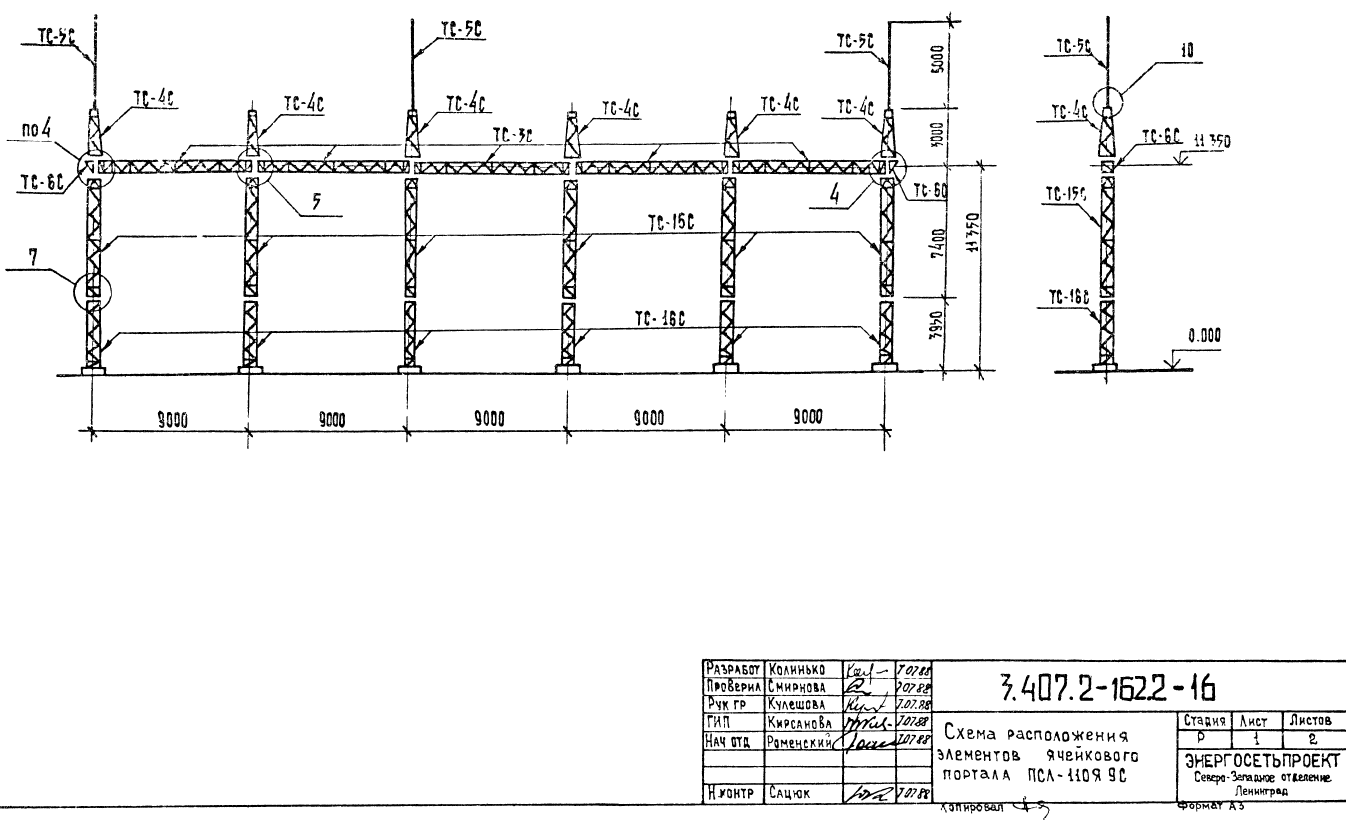 ТС-5С
ТС-5С
ТС-5С
5000
ТС-5С
10
ТС-4С
ТС-4С
ТС-4С
ТС-4С
ТС-4С
ТС-4С
3000
ТС-4С
по 4
ТС-3С
ТС-6С
11 350
ТС-6С
5
4
ТС-6С
ТС-15С
ТС-15С
7400
11 350
7
ТС-16С
ТС-16С
3950
0.000
9000
9000
9000
9000
9000
Разработ Колинько 7.07.88
Проверил Смирнова 7.07.88
Рук гр Кулешова 7.07.88
ГИП Кирсанова 7.07.88
Нач отд Роменский 7.07.88
Н.контр Сацюк 7.07.88
3.407.2-162.2-16
Схема расположения
элементов ячейкового
портала ПСЛ-110Я 9С
Стадия Лист Листов
Р 1 2
ЭНЕРГОСЕТЬПРОЕКТ
Северо-Западное отделение
Ленинград
Копировал
Формат А3